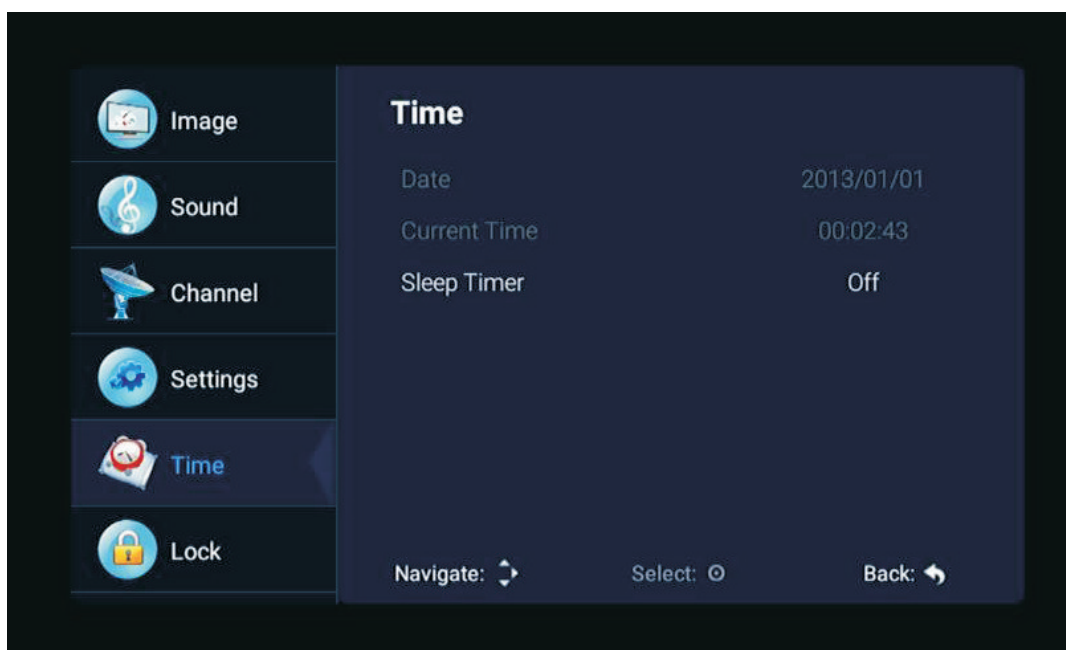 Image
Sound
Channel
Settings
Time
Lock
Time
Date 2013/01/01
Current Time 00:02:43
Sleep Timer Off
Navigate: Select: Back: